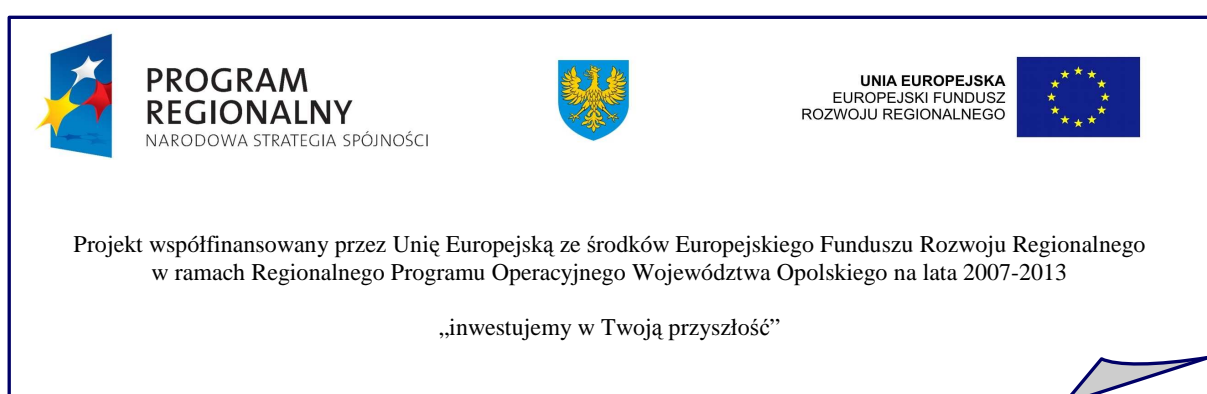 PROGRAM
REGIONALNY
NARODOWA STRATEGIA SPÓJNOŚCI
UNIA EUROPEJSKA
EUROPEJSKI FUNDUSZ
ROZWOJU REGIONALNEGO
Projekt współfinansowany przez Unię Europejską ze środków Europejskiego Funduszu Rozwoju Regionalnego
w ramach Regionalnego Programu Operacyjnego Województwa Opolskiego na lata 2007-2013
„inwestujemy w Twoją przyszłość”